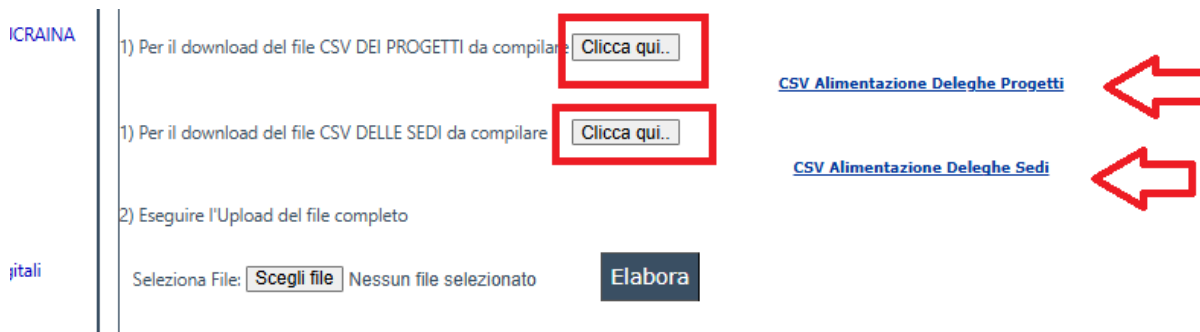 UCRAINA
1) Per il download del file CSV DEI PROGETTI da compilare Clicca qui..
CSV Alimentazione Deleghe Progetti
1) Per il download del file CSV DELLE SEDI da compilare Clicca qui..
CSV Alimentazione Deleghe Sedi
2) Eseguire l'Upload del file completo
gitali
Seleziona File: Scegli file Nessun file selezionato Elabora